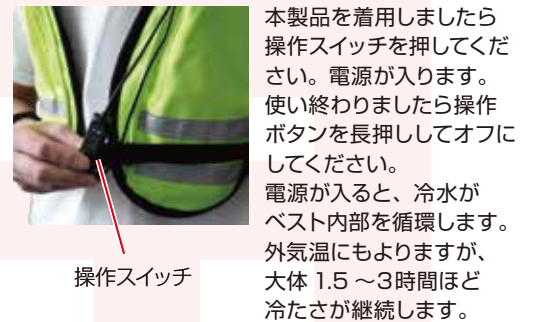 本製品を着用しましたら
操作スイッチを押してくだ
さい。電源が入ります。
使い終わりましたら操作
ボタンを長押ししてオフに
してください。
電源が入ると、冷水が
ベスト内部を循環します。
外気温にもよりますが、
大体 1.5 ～3時間ほど
冷たさが継続します。
操作スイッチ